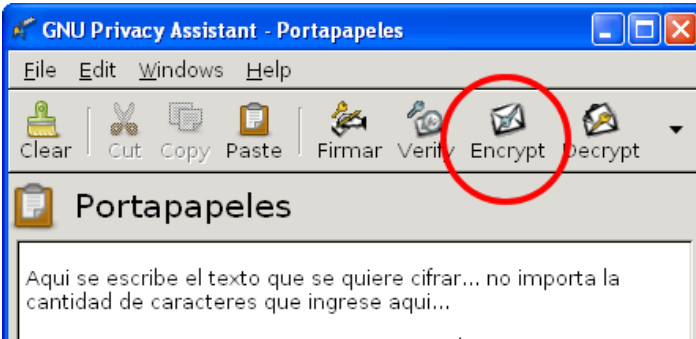 GNU Privacy Assistant - Portapapeles
File Edit Windows Help
Clear Cut Copy Paste Firmar Verify Encrypt Decrypt
Portapapeles
Aqui se escribe el texto que se quiere cifrar... no importa la
cantidad de caracteres que ingrese aqui...